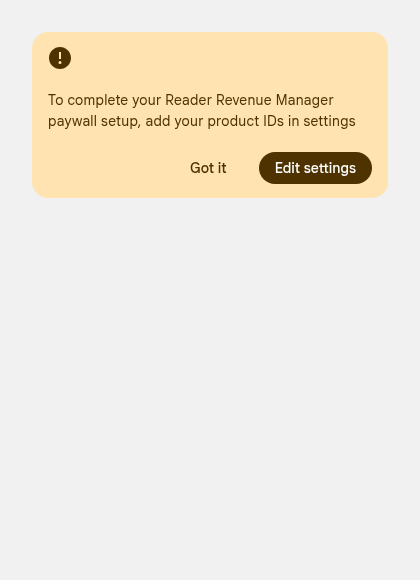 To complete your Reader Revenue Manager
paywall setup, add your product IDs in settings
Got it
Edit settings